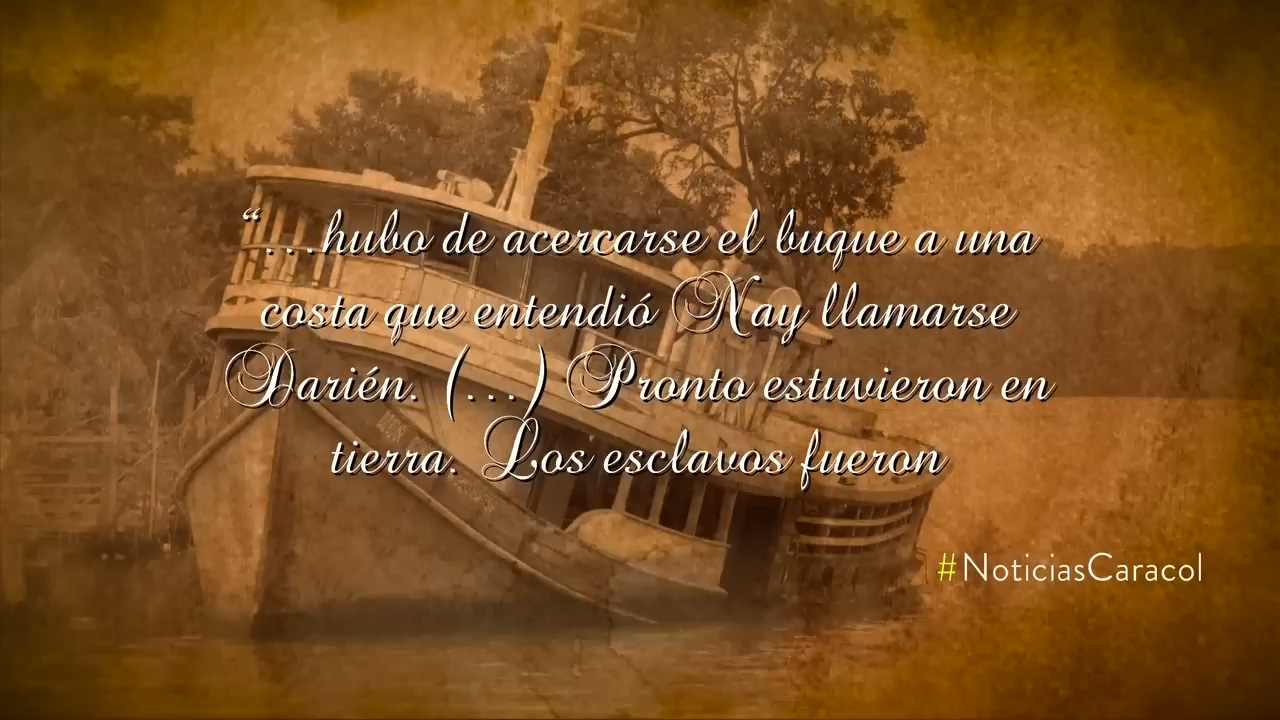 “...hubo de acercarse el buque a una
costa que entendió Nay llamarse
Darién. (...) Pronto estuvieron en
tierra. Los esclavos fueron
#NoticiasCaracol